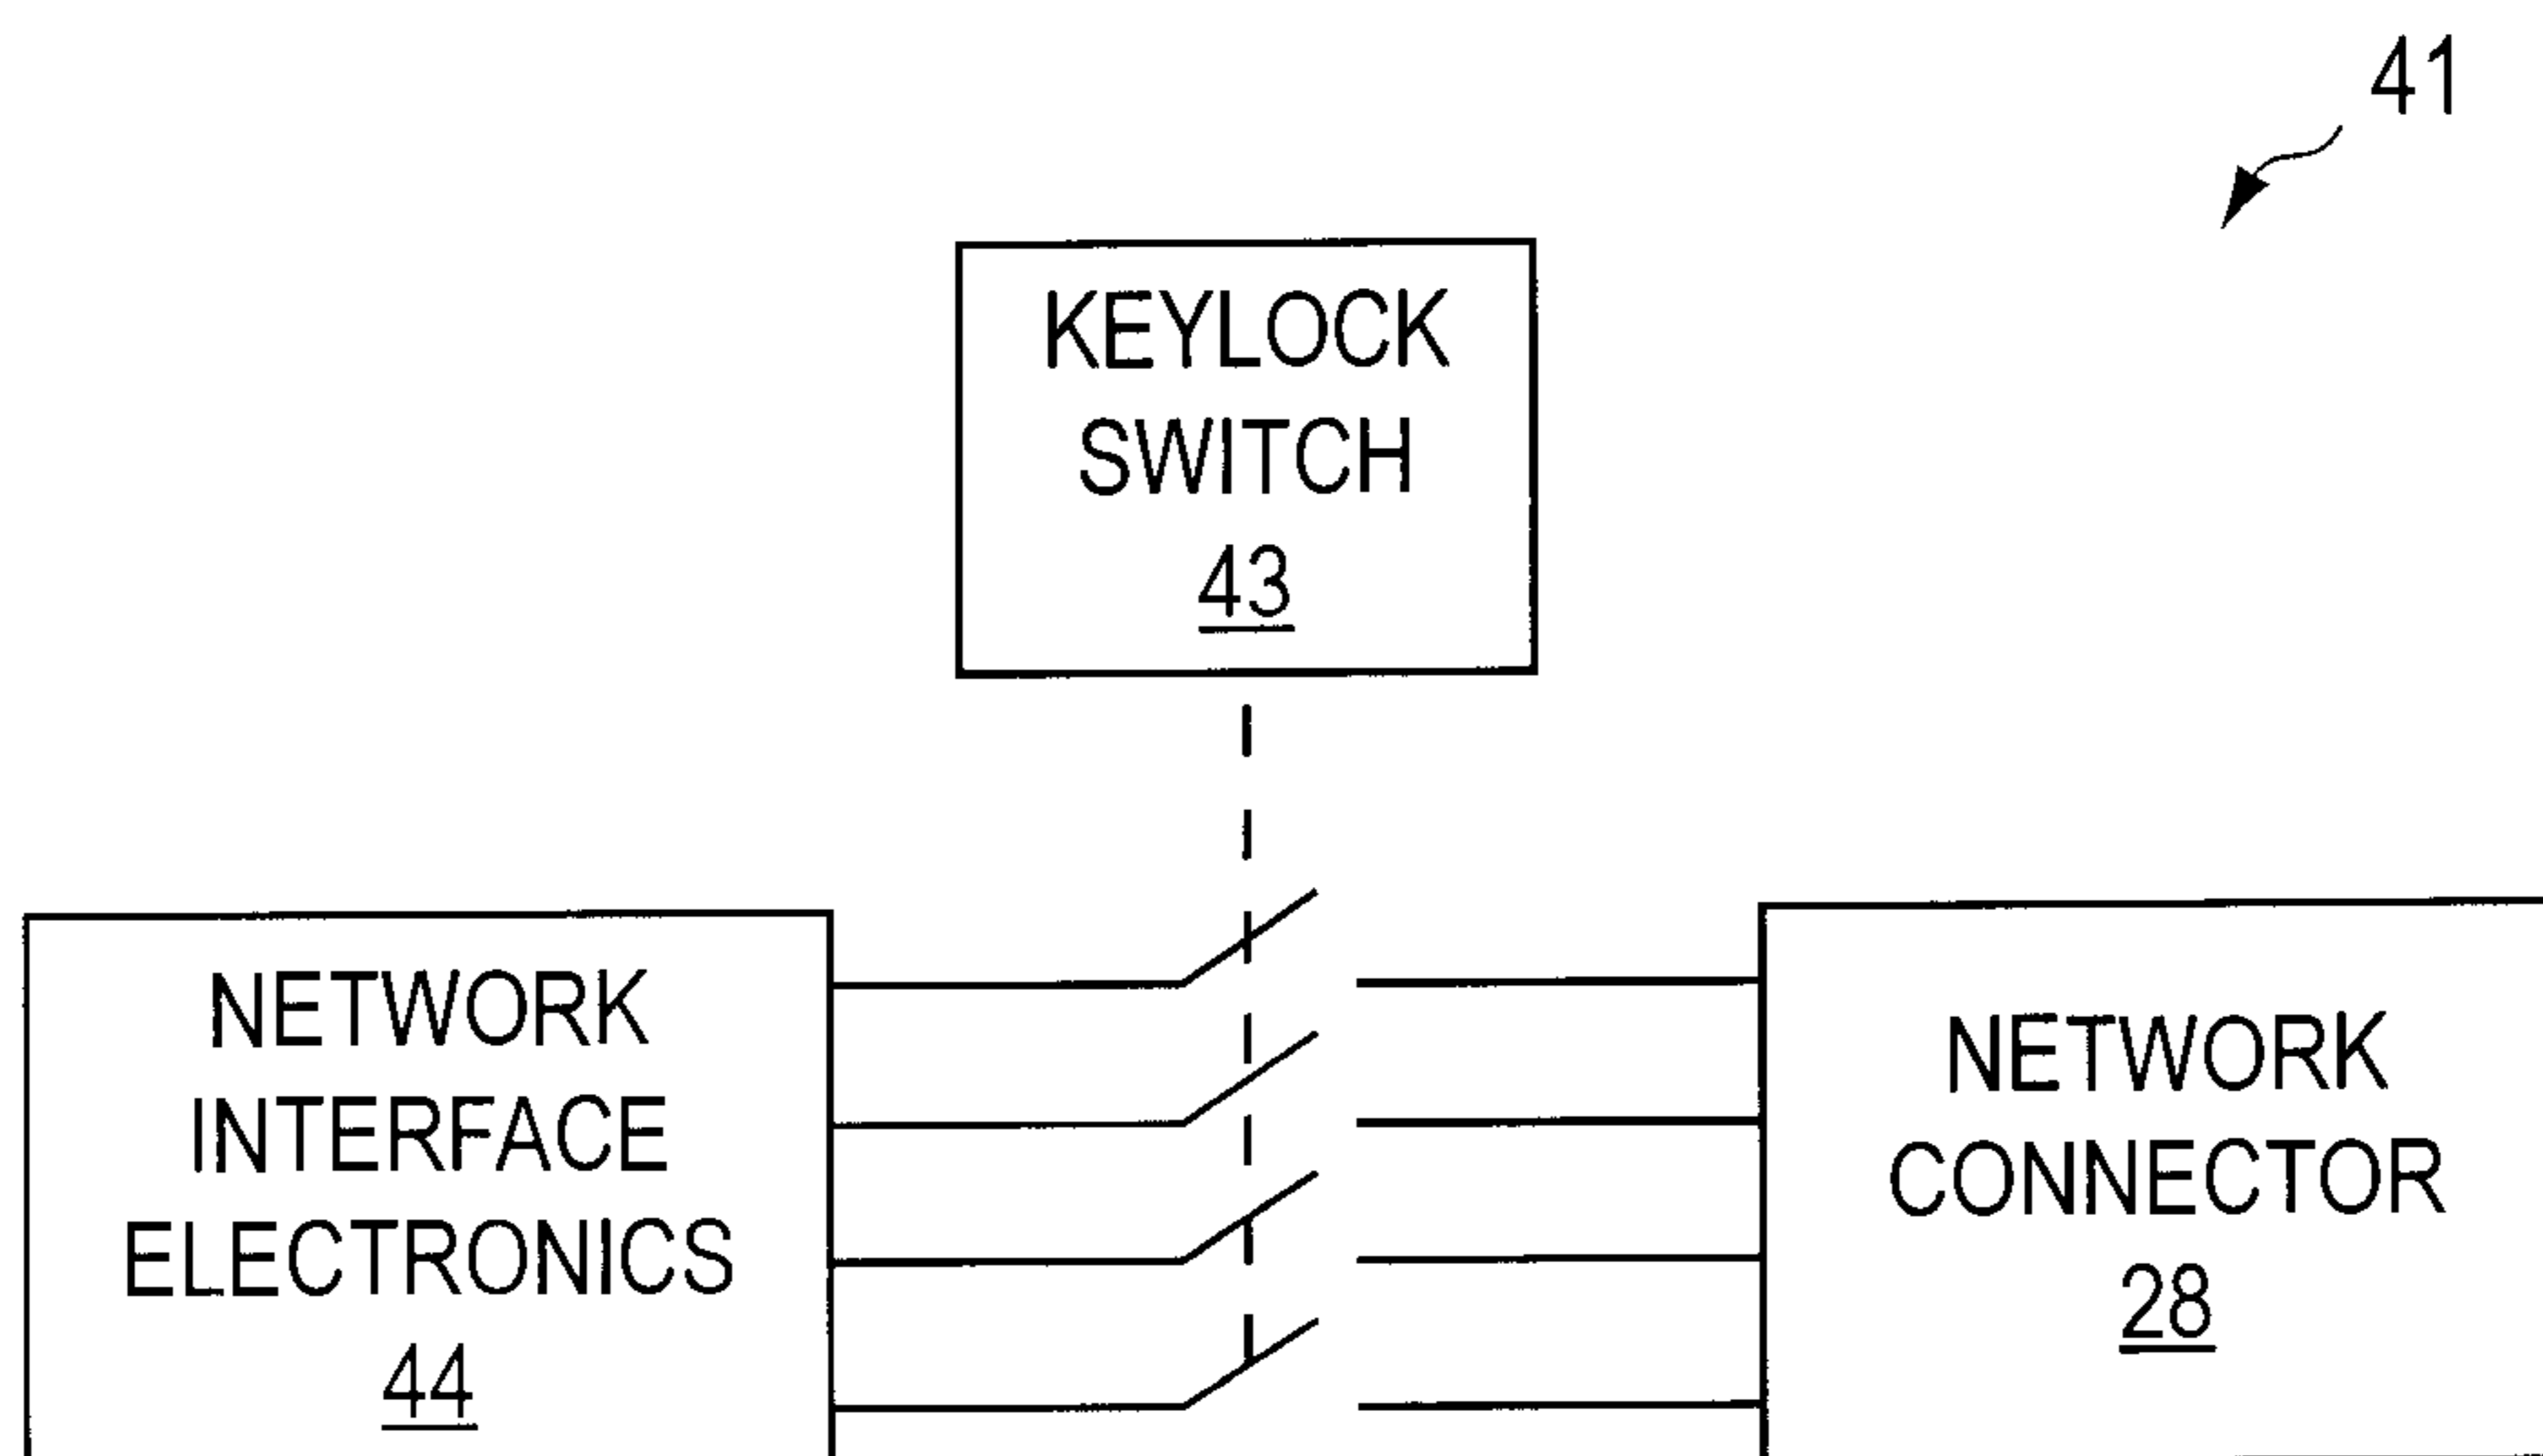 41
KEYLOCK
SWITCH
43
NETWORK
INTERFACE
ELECTRONICS
44
NETWORK
CONNECTOR
28